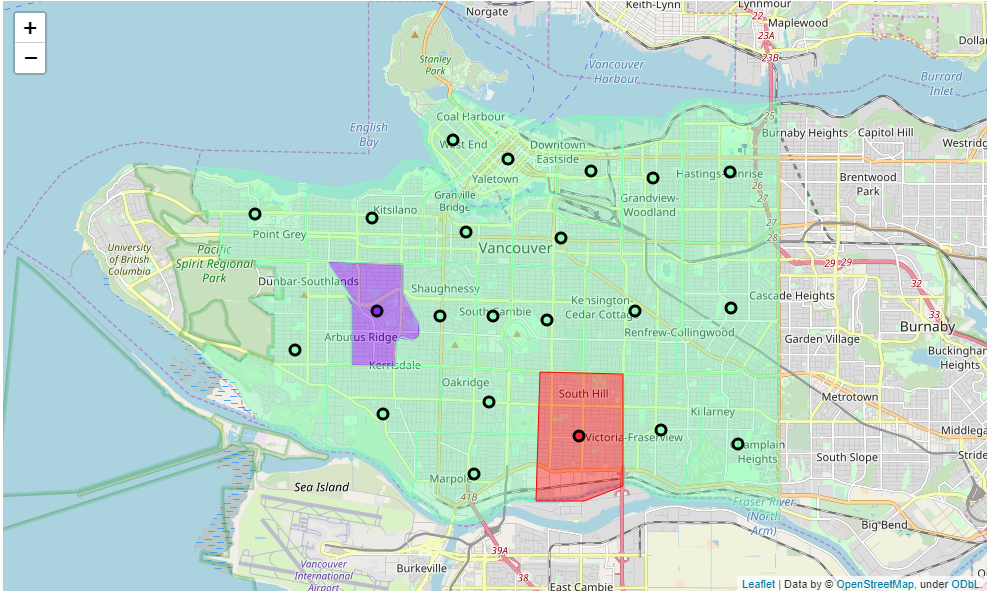 +
−
Norgate
Keith-Lynn
Lynnmour
22
Maplewood
23A
23B
Stanley
Park
Vancouver
Harbour
Burrard
Inlet
Coal Harbour
25
English
Bay
West End
Downtown
Eastside
Burnaby Heights
Capitol Hill
Yaletown
Hastings-Sunrise
Brentwood
Park
26
27
Granville
Bridge
Grandview-
Woodland
Kitsilano
Point Grey
28
University
of British
Columbia
Pacific
Spirit Regional
Park
Vancouver
29
29
32
33
Dunbar-Southlands
Shaughnessy
Cascade Heights
South Cambie
Kensington-
Cedar Cottage
Renfrew-Collingwood
Burnaby
Arbutus Ridge
Garden Village
Buckingham
Heights
Kerrisdale
Oakridge
South Hill
Metrotown
Killarney
Victoria-Fraserview
Champlain
Heights
South Slope
Marpole
Sea Island
41B
Fraser River
(North
Arm)
Big Bend
39A
Vancouver
International
Airport
Burkeville
38
East Cambie
Leaflet | Data by © OpenStreetMap, under ODbL.